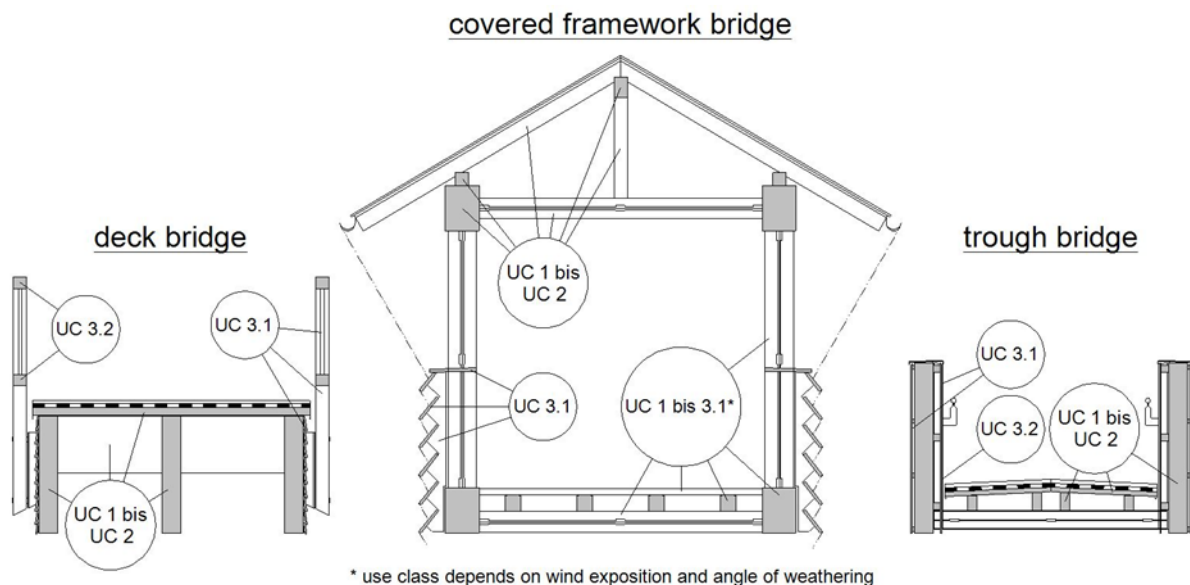 covered framework bridge
deck bridge
trough bridge
UC 3.2
UC 3.1
UC 1 bis
UC 2
UC 1 bis
UC 2
UC 3.1
UC 1 bis 3.1*
UC 3.1
UC 3.2
UC 1 bis
UC 2
* use class depends on wind exposition and angle of weathering